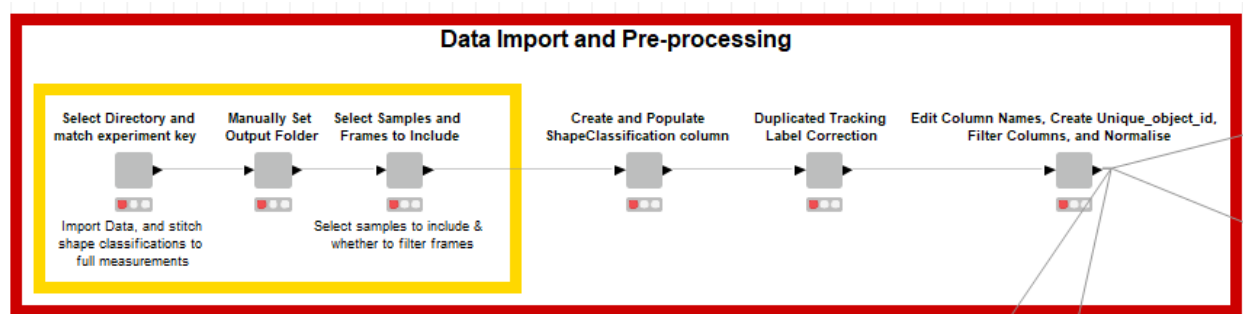 Data Import and Pre-processing
Select Directory and
match experiment key
Manually Set
Output Folder
Select Samples and
Frames to Include
Create and Populate
ShapeClassification column
Duplicated Tracking
Label Correction
Edit Column Names, Create Unique_object_id,
Filter Columns, and Normalise
Import Data, and stitch
shape classifications to
full measurements
Select samples to include &
whether to filter frames